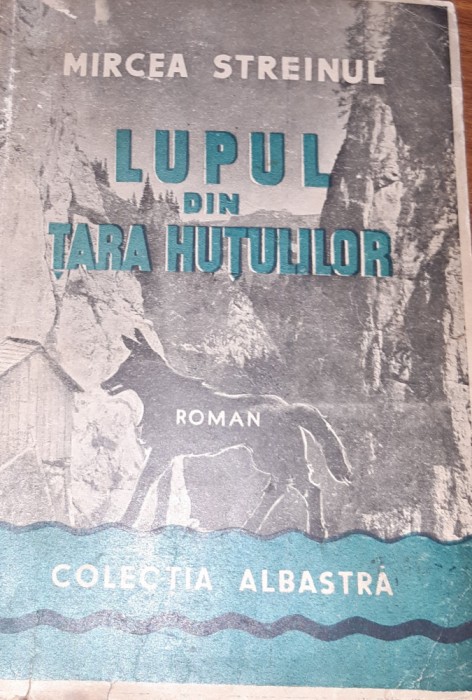 MIRCEA STREINUL
LUPUL
DIN
ȚARA HUȚULILOR
ROMAN
COLECȚIA ALBASTRĂ